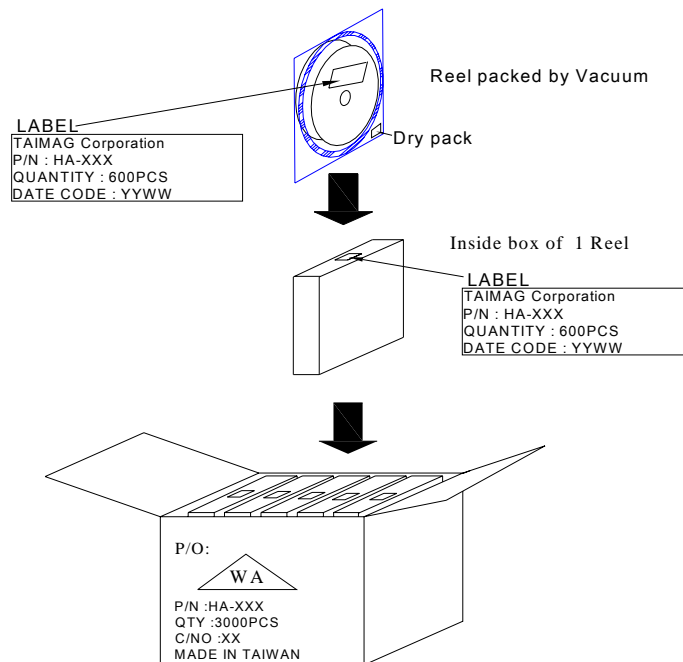 Reel packed by Vacuum
LABEL
TAIMAG Corporation
P/N : HA-XXX
QUANTITY : 600PCS
DATE CODE : YYWW
Dry pack
Inside box of 1 Reel
LABEL
TAIMAG Corporation
P/N : HA-XXX
QUANTITY : 600PCS
DATE CODE : YYWW
P/O:
WA
P/N :HA-XXX
QTY :3000PCS
C/NO :XX
MADE IN TAIWAN